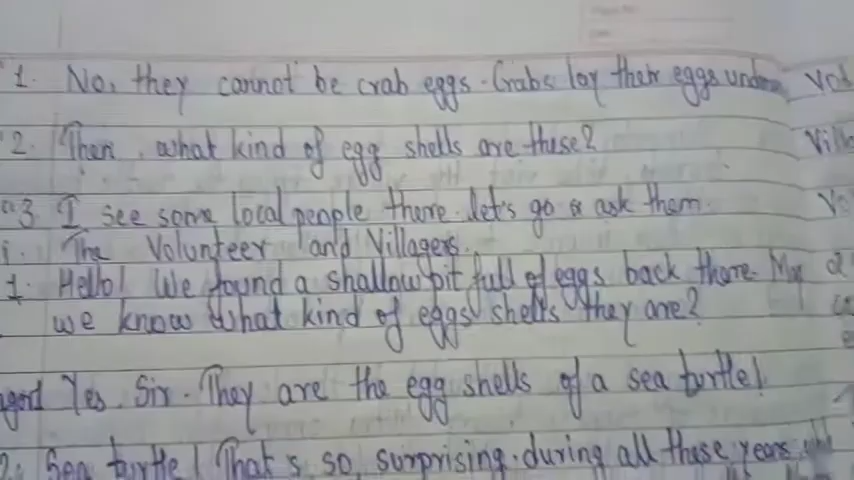 1. No, they cannot be crab eggs. Crabs lay their eggs under
2. Then, what kind of egg shells are these?
3. I see some local people there. let's go & ask them.
i. The Volunteer and Villagers.
1. Hello! We found a shallow pit full of eggs back there. May
we know what kind of eggs shells they are?
Yes. Sir. They are the egg shells of a sea turtle!
2. Sea turtle! That's so surprising. during all these years